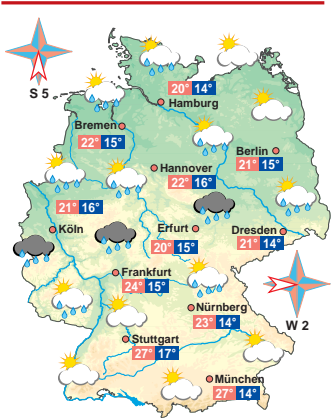 S 5
20° 14°
Hamburg
Bremen
22° 15°
Berlin
21° 15°
Hannover
22° 16°
21° 16°
Köln
Erfurt
20° 15°
Dresden
21° 14°
Frankfurt
24° 15°
Nürnberg
23° 14°
W 2
Stuttgart
27° 17°
München
27° 14°